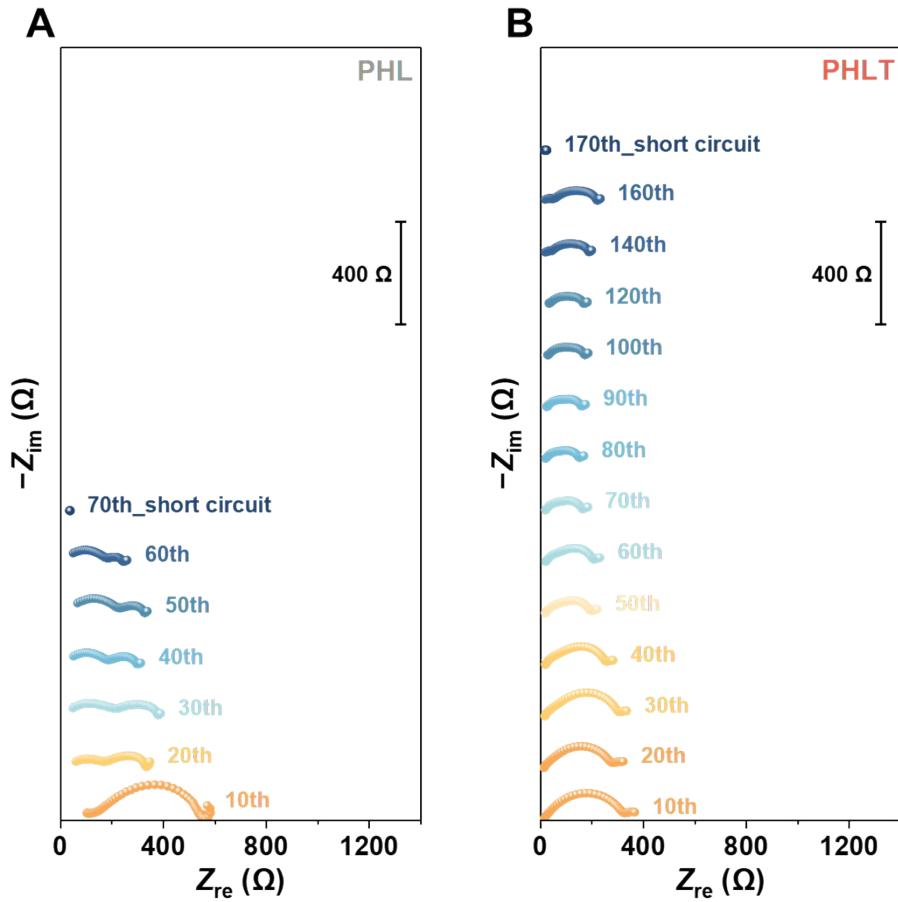 A
PHL
400 Ω
70th_short circuit
60th
50th
40th
30th
20th
10th
−Zim (Ω)
0
400
800
1200
Zre (Ω)
B
PHLT
170th_short circuit
160th
140th
400 Ω
120th
100th
90th
80th
70th
60th
50th
40th
30th
20th
10th
−Zim (Ω)
0
400
800
1200
Zre (Ω)